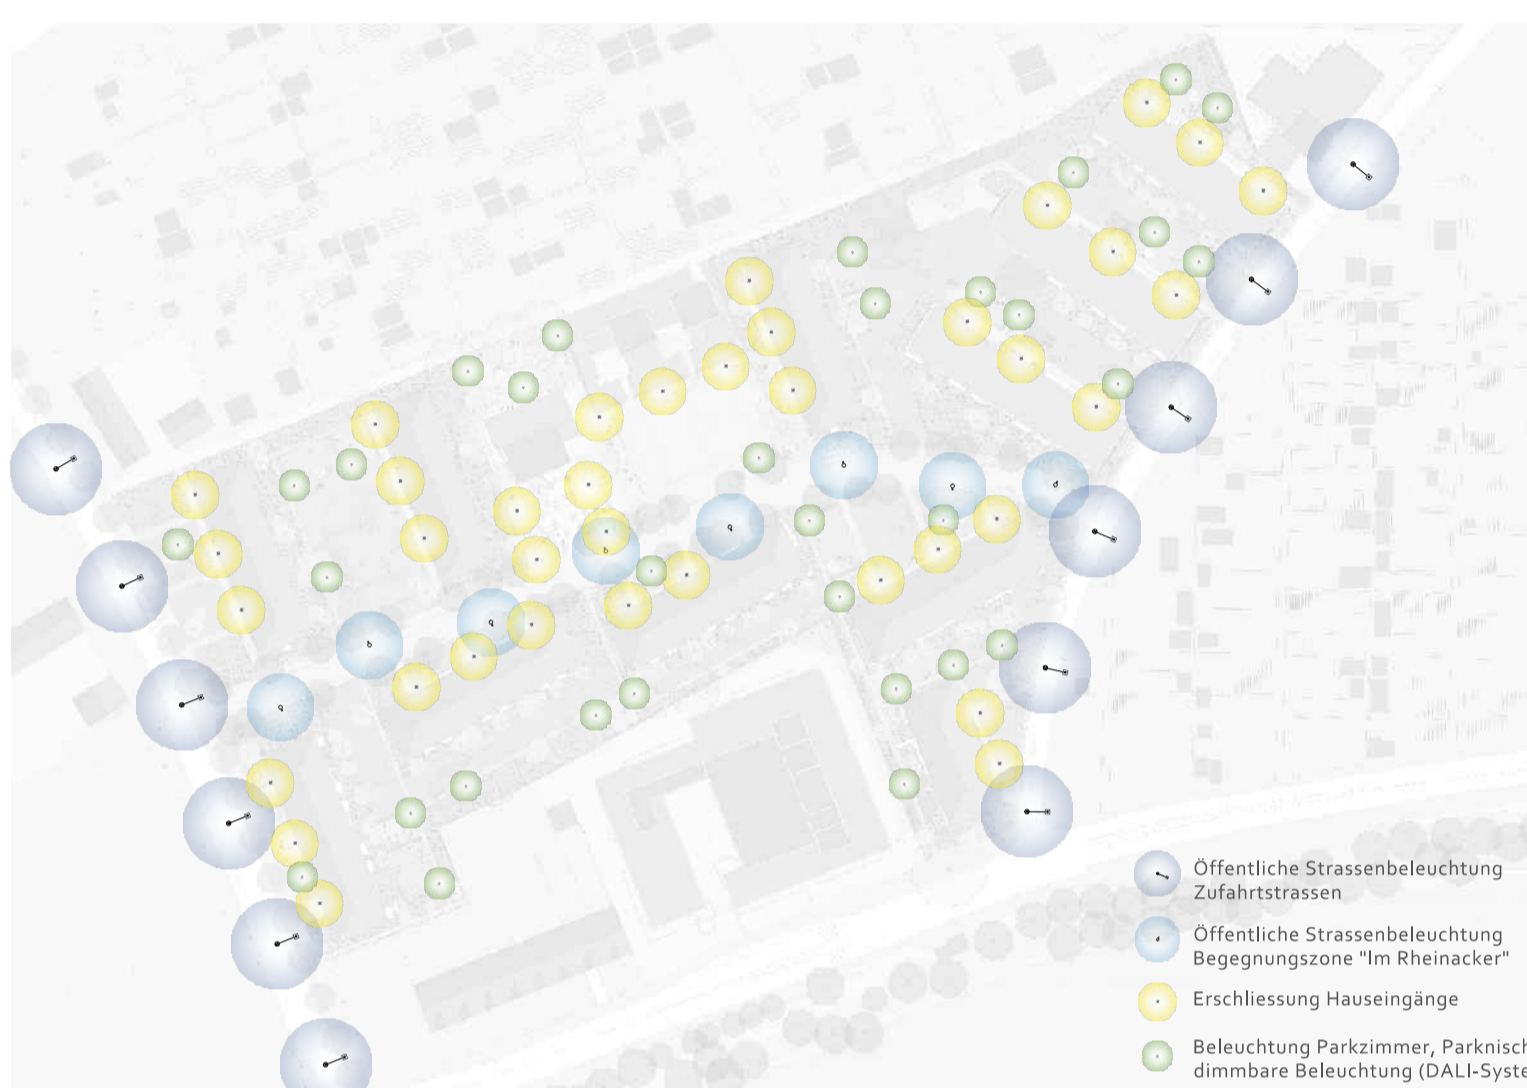 Öffentliche Strassenbeleuchtung
Zufahrtstrassen
Öffentliche Strassenbeleuchtung
Begegnungszone "Im Rheinacker"
Erschliessung Hauseingänge
Beleuchtung Parkzimmer, Parknisch
dimmbare Beleuchtung (DALI-Syste